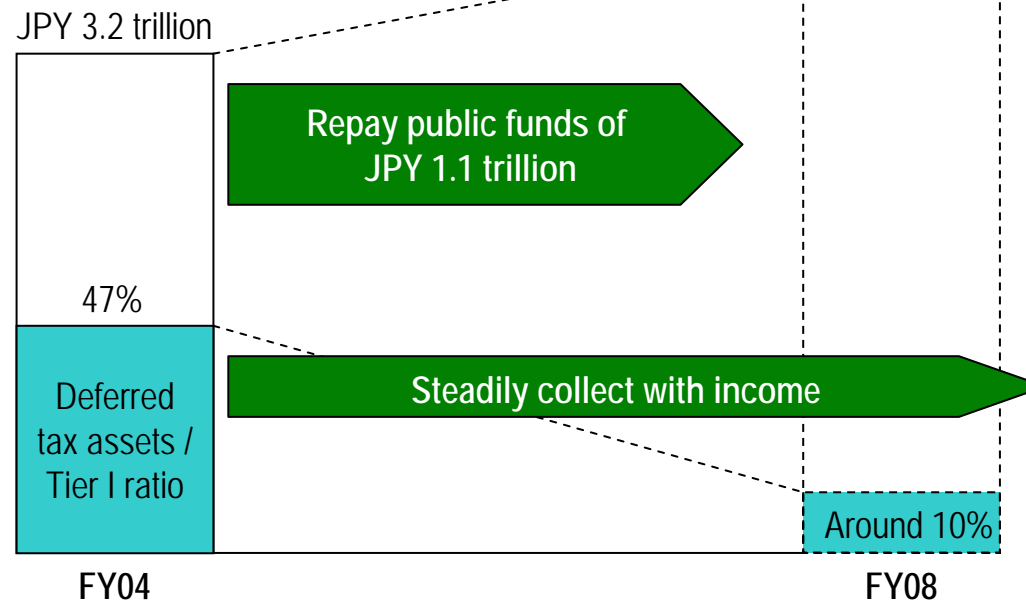 JPY 3.2 trillion
Repay public funds of
JPY 1.1 trillion
47%
Deferred
tax assets /
Tier I ratio
Steadily collect with income
Around 10%
FY04
FY08